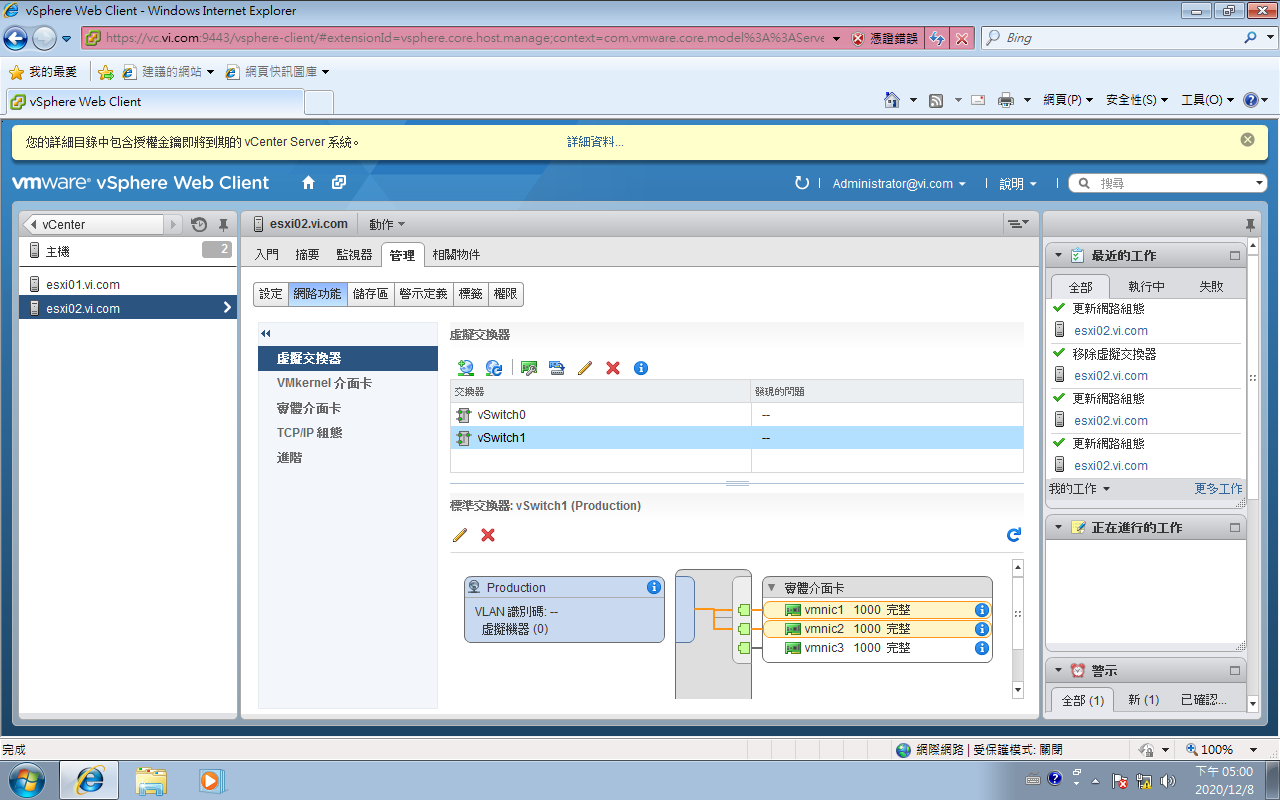 vSphere Web Client - Windows Internet Explorer
https://vc.vi.com:9443/vsphere-client/#extensionId=vsphere.core.host.manage;context=com.vmware.core.model%3A%3AServe
憑證錯誤
Bing
我的最愛
建議的網站
網頁快訊圖庫
vSphere Web Client
網頁(P)
安全性(S)
工具(O)
您的詳細目錄中包含授權金鑰即將到期的 vCenter Server 系統。
詳細資料...
vmware® vSphere Web Client
Administrator@vi.com
說明
搜尋
vCenter
主機
2
esxi01.vi.com
esxi02.vi.com
esxi02.vi.com
動作
入門
摘要
監視器
管理
相關物件
設定
網路功能
儲存區
警示定義
標籤
權限
虛擬交換器
VMkernel 介面卡
實體介面卡
TCP/IP 組態
進階
虛擬交換器
交換器
發現的問題
vSwitch0
--
vSwitch1
--
標準交換器: vSwitch1 (Production)
Production
VLAN 識別碼: --
虛擬機器 (0)
實體介面卡
vmnic1 1000 完整
vmnic2 1000 完整
vmnic3 1000 完整
最近的工作
全部
執行中
失敗
更新網路組態
esxi02.vi.com
移除虛擬交換器
esxi02.vi.com
更新網路組態
esxi02.vi.com
更新網路組態
esxi02.vi.com
我的工作
更多工作
正在進行的工作
警示
全部 (1)
新 (1)
已確認...
完成
網際網路 | 受保護模式: 關閉
100%
下午 05:00
2020/12/8